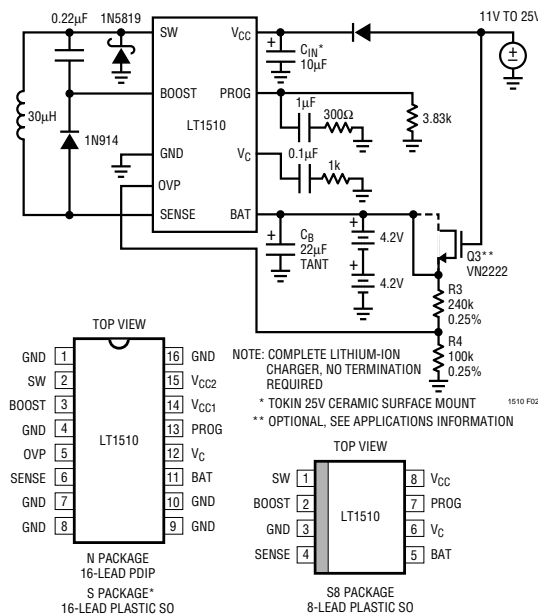 0.22µF
1N5819
11V TO 25V
SW
VCC
CIN*
10µF
BOOST
PROG
1µF
300Ω
3.83k
30µH
LT1510
1N914
GND
VC
0.1µF
1k
OVP
SENSE
BAT
CB
22µF
TANT
4.2V
4.2V
Q3**
VN2222
R3
240k
0.25%
R4
100k
0.25%
NOTE: COMPLETE LITHIUM-ION
CHARGER, NO TERMINATION
REQUIRED
* TOKIN 25V CERAMIC SURFACE MOUNT
1510 F02
** OPTIONAL, SEE APPLICATIONS INFORMATION
TOP VIEW
GND 1 16 GND
SW 2 15 VCC2
BOOST 3 14 VCC1
GND 4 13 PROG
OVP 5 12 VC
SENSE 6 11 BAT
GND 7 10 GND
GND 8 9 GND
LT1510
N PACKAGE
16-LEAD PDIP
S PACKAGE*
16-LEAD PLASTIC SO
TOP VIEW
SW 1 8 VCC
BOOST 2 7 PROG
GND 3 6 VC
SENSE 4 5 BAT
LT1510
S8 PACKAGE
8-LEAD PLASTIC SO